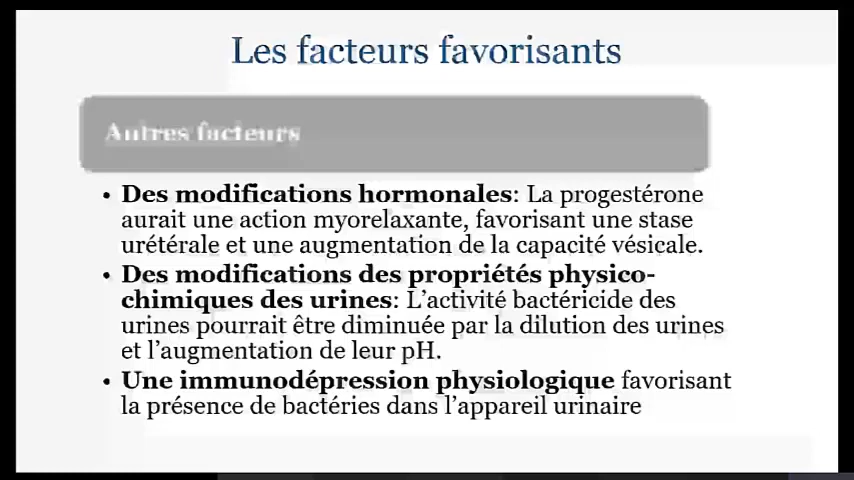 Les facteurs favorisants
Autres facteurs
• Des modifications hormonales: La progestérone
aurait une action myorelaxante, favorisant une stase
urétérale et une augmentation de la capacité vésicale.
• Des modifications des propriétés physico-
chimiques des urines: L’activité bactéricide des
urines pourrait être diminuée par la dilution des urines
et l’augmentation de leur pH.
• Une immunodépression physiologique favorisant
la présence de bactéries dans l’appareil urinaire